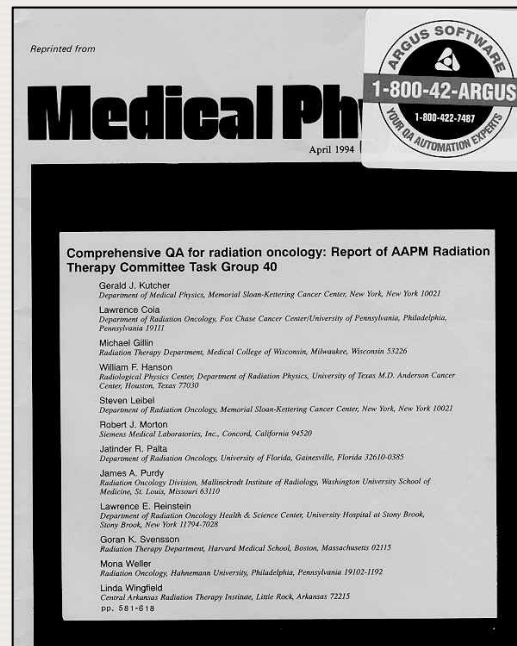 Reprinted from
Medical Ph
April 1994
ARGUS SOFTWARE
1-800-42-ARGUS
1-800-422-7487
YOUR QA AUTOMATION EXPERTS
Comprehensive QA for radiation oncology: Report of AAPM Radiation
Therapy Committee Task Group 40
Gerald J. Kutcher
Department of Medical Physics, Memorial Sloan-Kettering Cancer Center, New York, New York 10021
Lawrence Coia
Department of Radiation Oncology, Fox Chase Cancer Center/University of Pennsylvania, Philadelphia,
Pennsylvania 19111
Michael Gillin
Radiation Therapy Department, Medical College of Wisconsin, Milwaukee, Wisconsin 53226
William F. Hanson
Radiological Physics Center, Department of Radiation Physics, University of Texas M.D. Anderson Cancer
Center, Houston, Texas 77030
Steven Leibel
Department of Radiation Oncology, Memorial Sloan-Kettering Cancer Center, New York, New York 10021
Robert J. Morton
Siemens Medical Laboratories, Inc., Concord, California 94520
Jatinder R. Palta
Department of Radiation Oncology, University of Florida, Gainesville, Florida 32610-0385
James A. Purdy
Radiation Oncology Division, Mallinckrodt Institute of Radiology, Washington University School of
Medicine, St. Louis, Missouri 63110
Lawrence E. Reinstein
Department of Radiation Oncology Health & Science Center, University Hospital at Stony Brook,
Stony Brook, New York 11794-7028
Goran K. Svensson
Radiation Therapy Department, Harvard Medical School, Boston, Massachusetts 02115
Mona Weller
Radiation Oncology, Hahnemann University, Philadelphia, Pennsylvania 19102-1192
Linda Wingfield
Central Arkansas Radiation Therapy Institute, Little Rock, Arkansas 72215
pp. 581-618